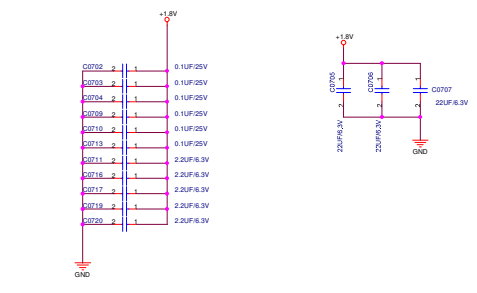 +1.8V
C0702 2 1 0.1UF/25V
C0703 2 1 0.1UF/25V
C0704 2 1 0.1UF/25V
C0709 2 1 0.1UF/25V
C0710 2 1 0.1UF/25V
C0713 2 1 0.1UF/25V
C0711 2 1 2.2UF/6.3V
C0716 2 1 2.2UF/6.3V
C0717 2 1 2.2UF/6.3V
C0719 2 1 2.2UF/6.3V
C0720 2 1 2.2UF/6.3V
GND
+1.8V
C0705 1 2 22UF/6.3V
C0706 1 2 22UF/6.3V
C0707 1 2 22UF/6.3V
GND